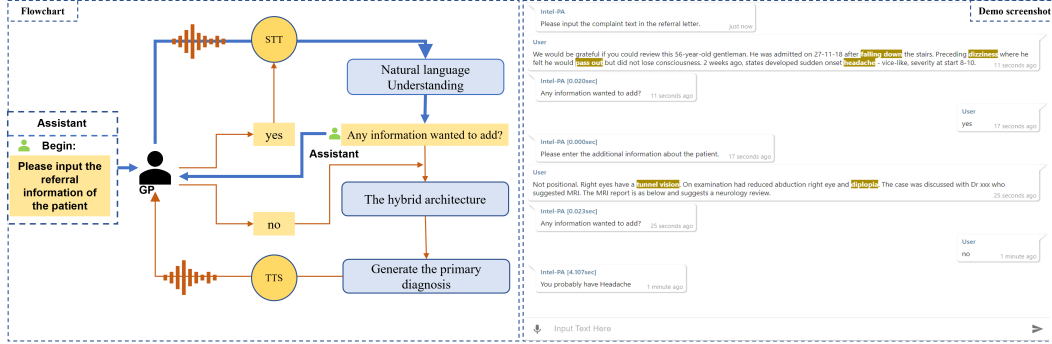 Flowchart
STT
Natural language
Understanding
Assistant
Begin:
Please input the
referral
information of
the patient
GP
yes
Any information wanted to add?
Assistant
The hybrid architecture
no
TTS
Generate the primary
diagnosis
Demo screenshot
Intel-PA
Please input the complaint text in the referral letter.
just now
User
We would be grateful if you could review this 56-year-old gentleman. He was admitted on 27-11-18 after falling down the stairs. Preceding dizziness where he
felt he would pass out but did not lose consciousness. 2 weeks ago, states developed sudden onset headache - vice-like, severity at start 8-10.
11 seconds ago
Intel-PA [0.020sec]
Any information wanted to add?
11 seconds ago
User
yes
17 seconds ago
Intel-PA [0.000sec]
Please enter the additional information about the patient.
17 seconds ago
User
Not positional. Right eyes have a tunnel vision. On examination had reduced abduction right eye and diplopia. The case was discussed with Dr xxx who
suggested MRI. The MRI report is as below and suggests a neurology review.
25 seconds ago
Intel-PA [0.023sec]
Any information wanted to add?
25 seconds ago
User
no
1 minute ago
Intel-PA [4.107sec]
You probably have Headache
1 minute ago
Input Text Here